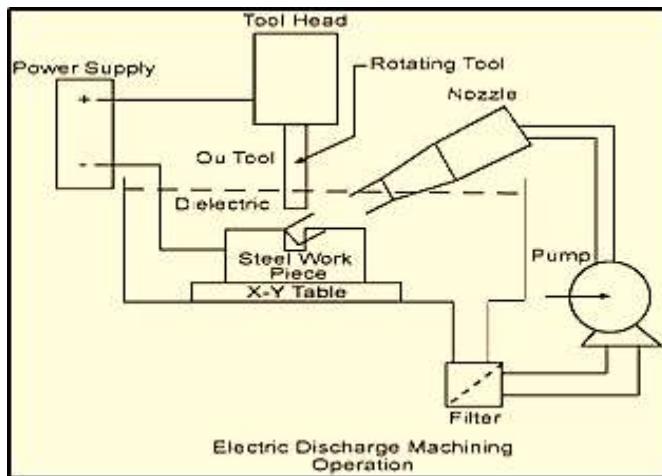 Tool Head
Power Supply
+
-
Rotating Tool
Nozzle
Ou Tool
Dielectric
Pump
Steel Work
Piece
X-Y Table
Filter
Electric Discharge Machining
Operation